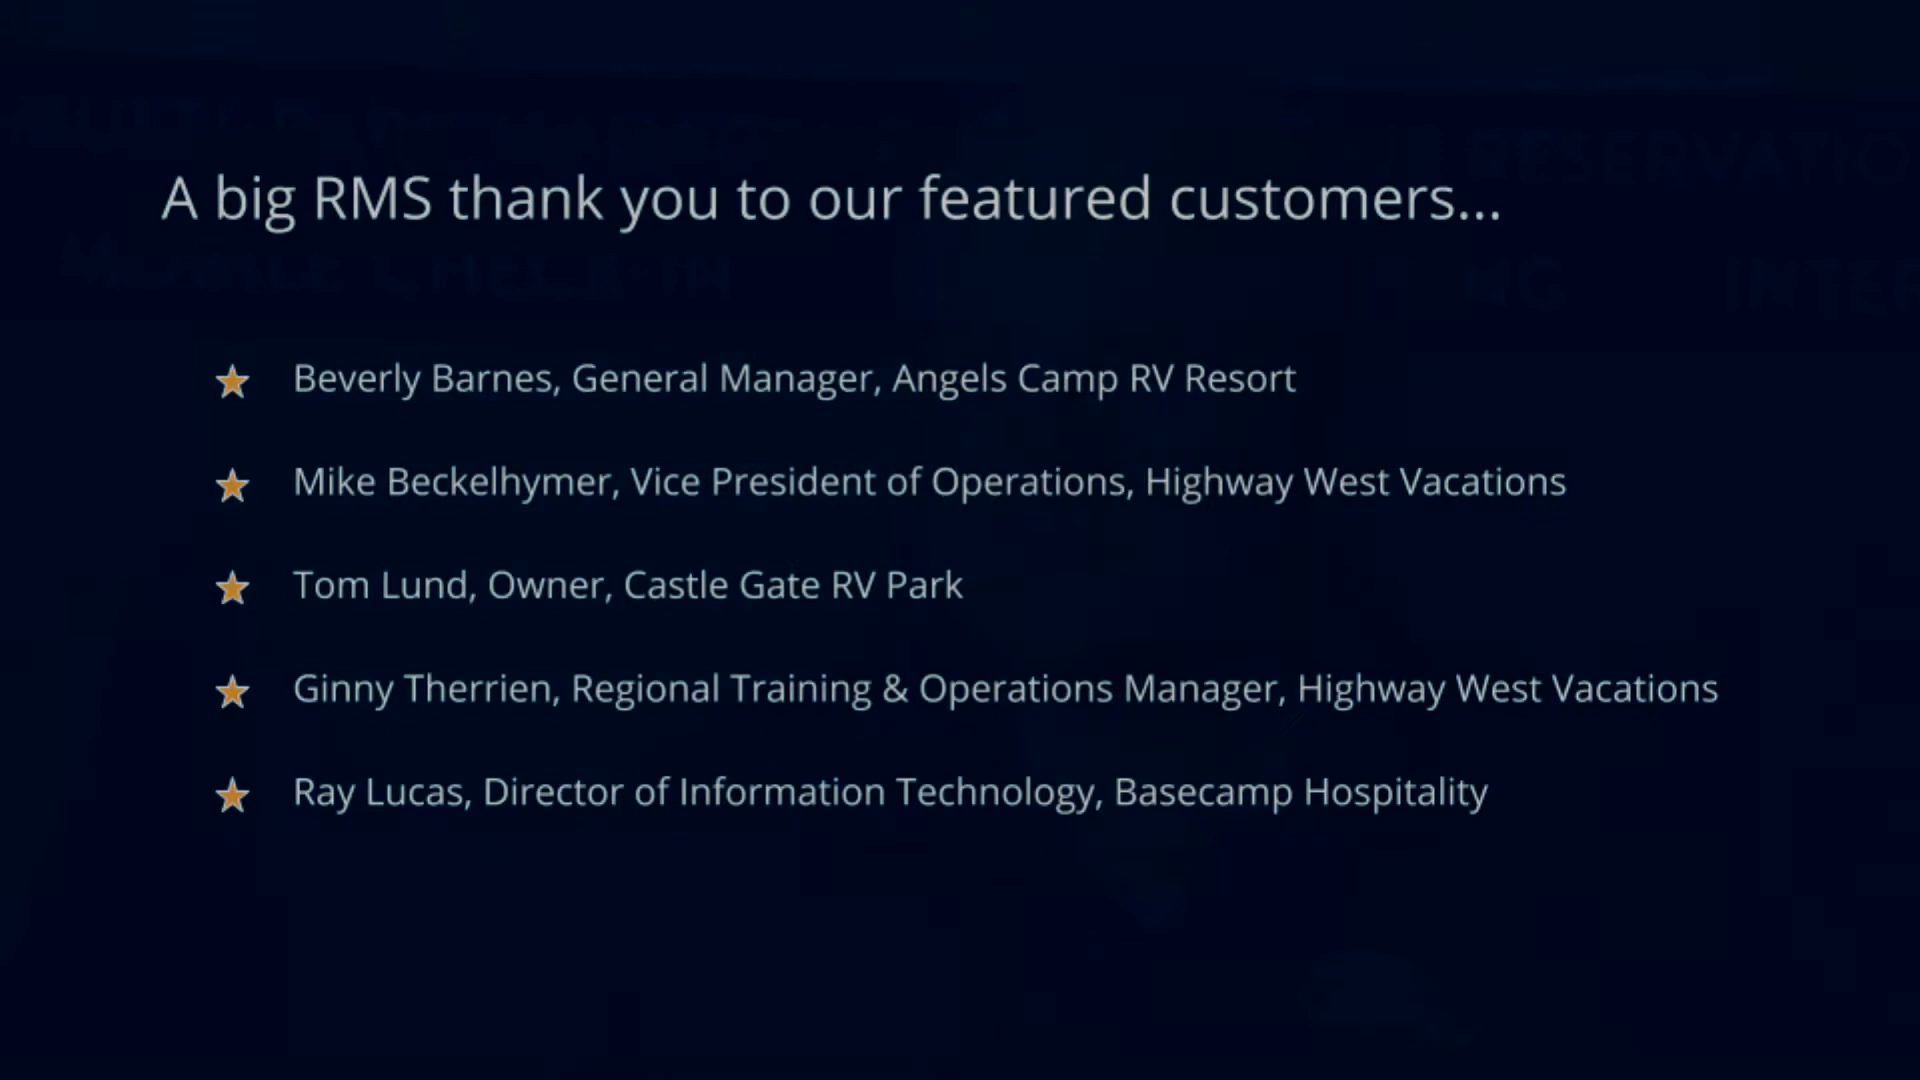 A big RMS thank you to our featured customers...
Beverly Barnes, General Manager, Angels Camp RV Resort
Mike Beckelhymer, Vice President of Operations, Highway West Vacations
Tom Lund, Owner, Castle Gate RV Park
Ginny Therrien, Regional Training & Operations Manager, Highway West Vacations
Ray Lucas, Director of Information Technology, Basecamp Hospitality